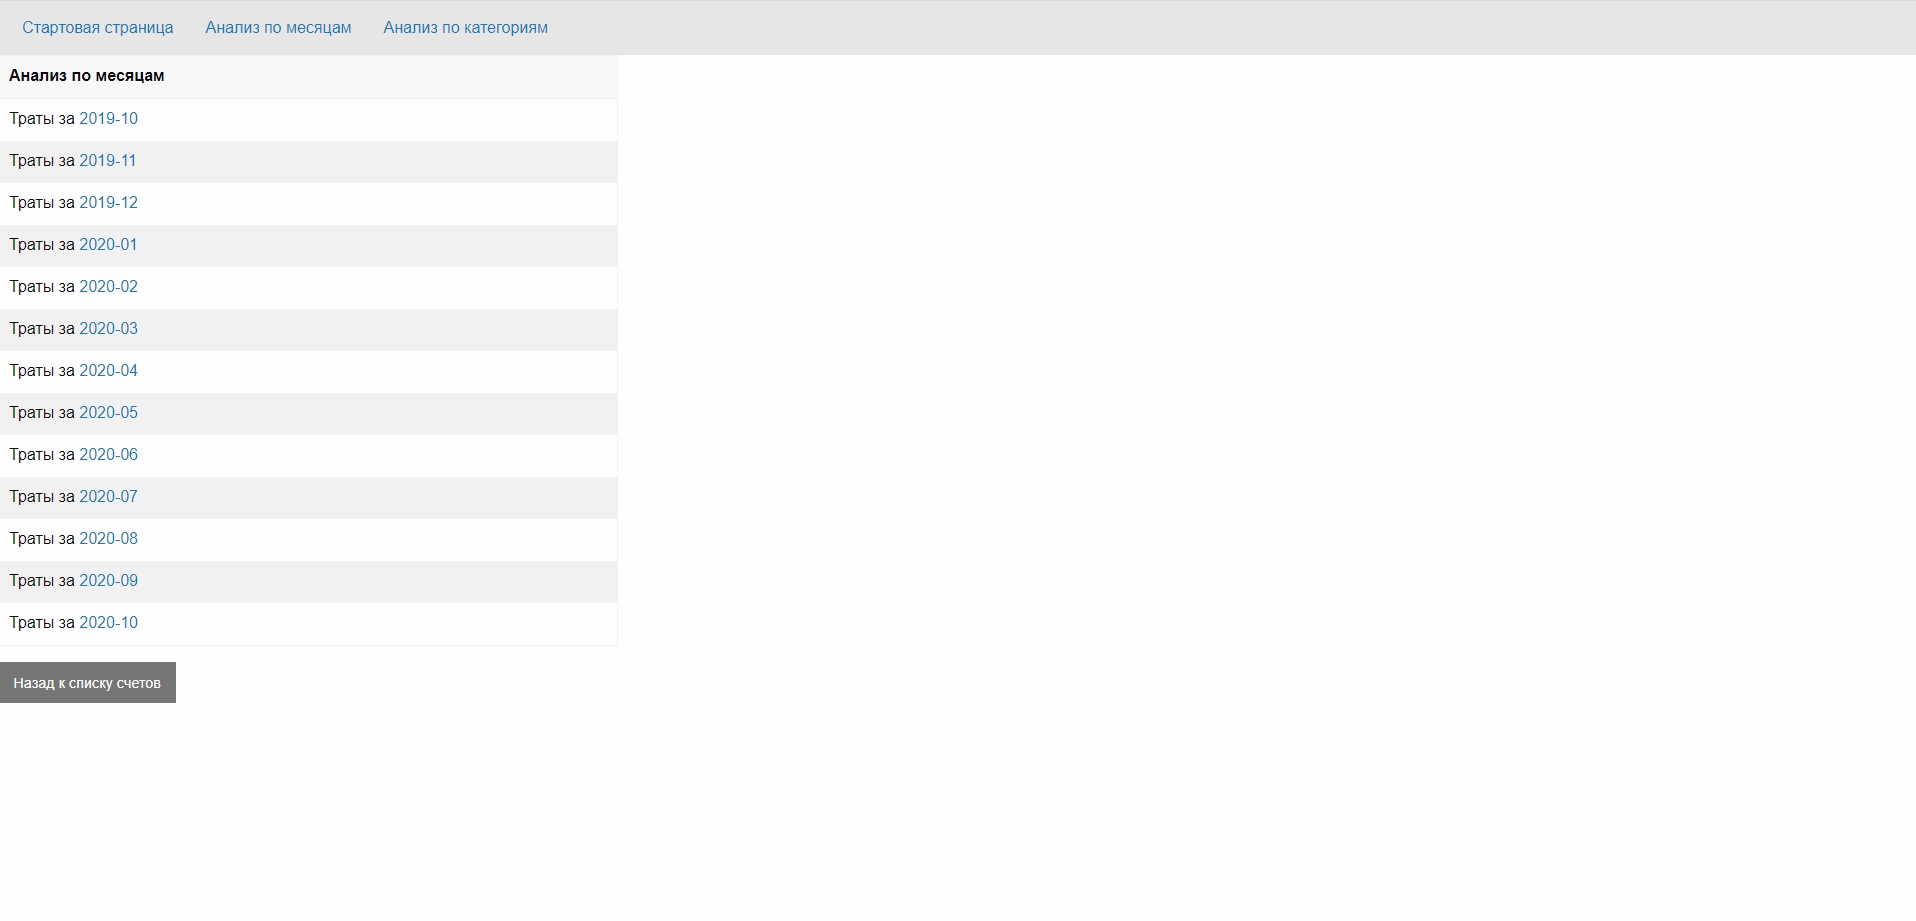 Стартовая страница Анализ по месяцам Анализ по категориям
Анализ по месяцам
Траты за 2019-10
Траты за 2019-11
Траты за 2019-12
Траты за 2020-01
Траты за 2020-02
Траты за 2020-03
Траты за 2020-04
Траты за 2020-05
Траты за 2020-06
Траты за 2020-07
Траты за 2020-08
Траты за 2020-09
Траты за 2020-10
Назад к списку счетов